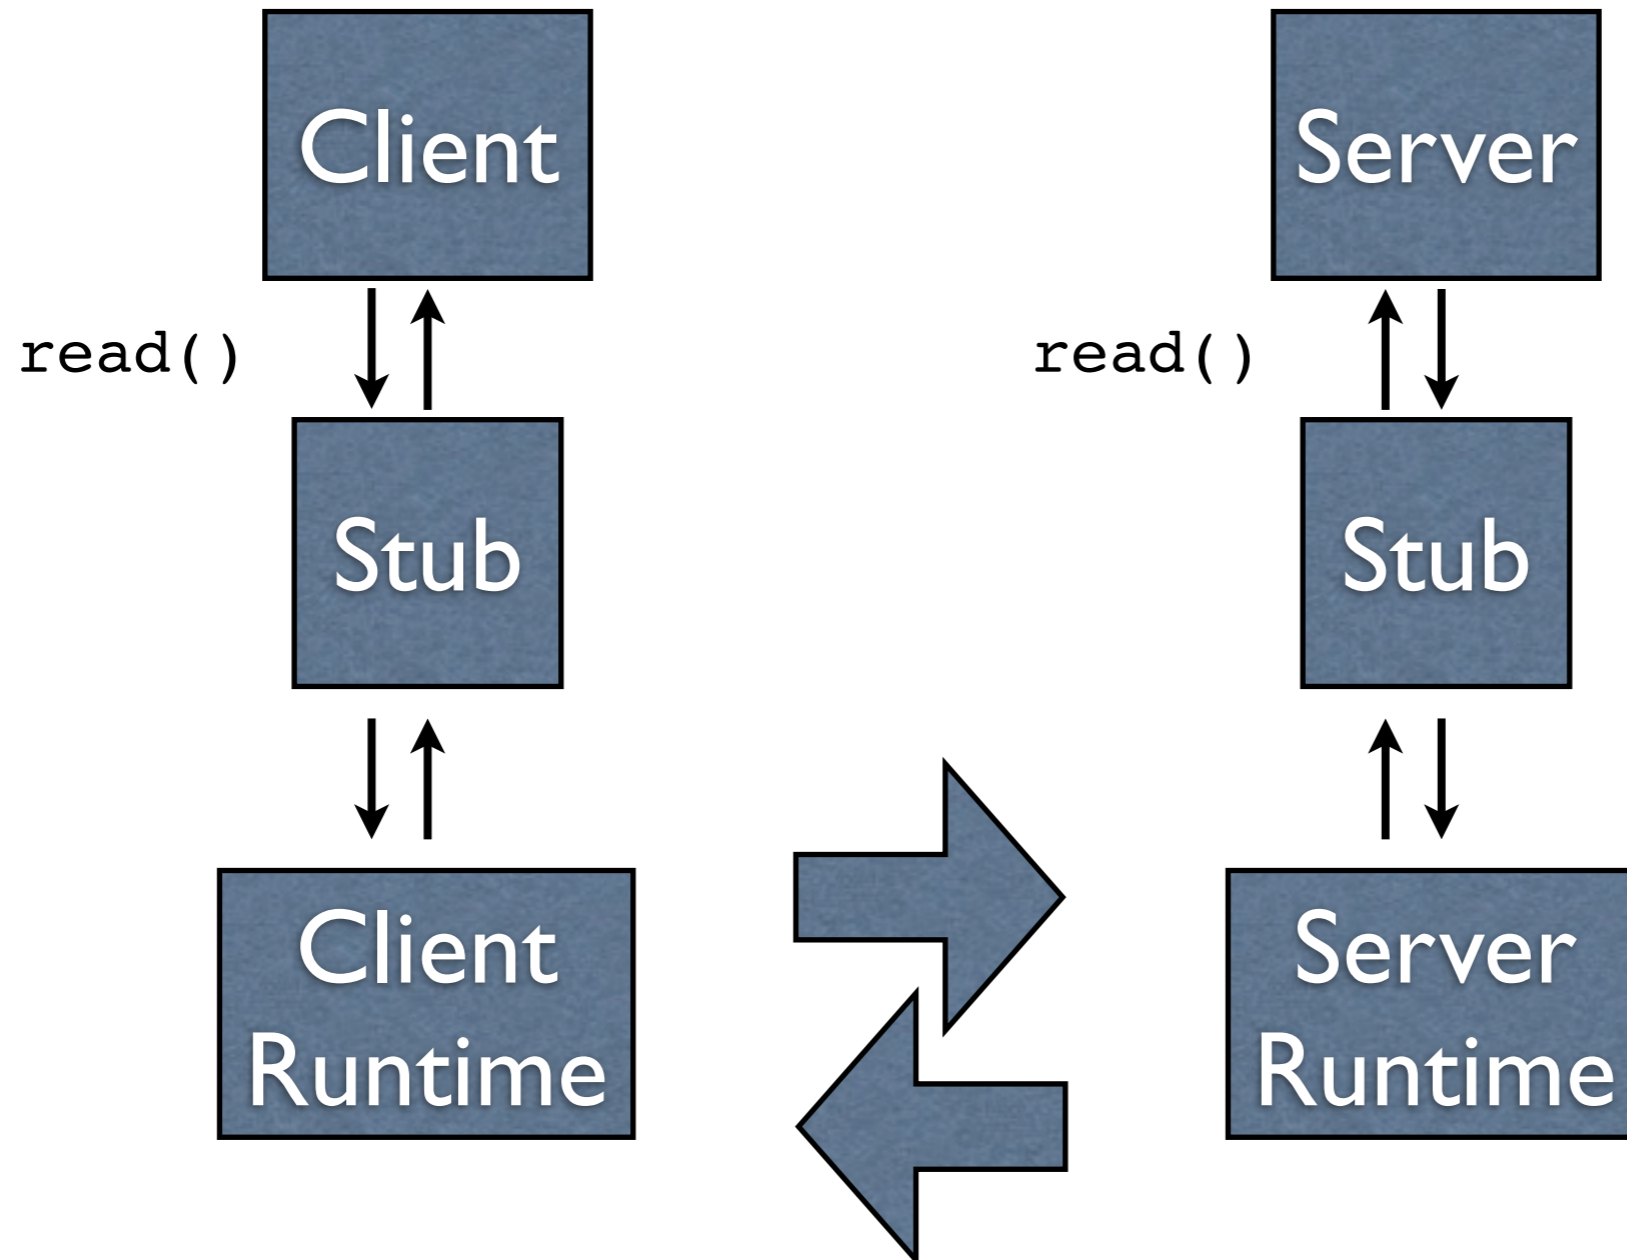 Client
Server
read()
read()
Stub
Stub
Client
Runtime
Server
Runtime